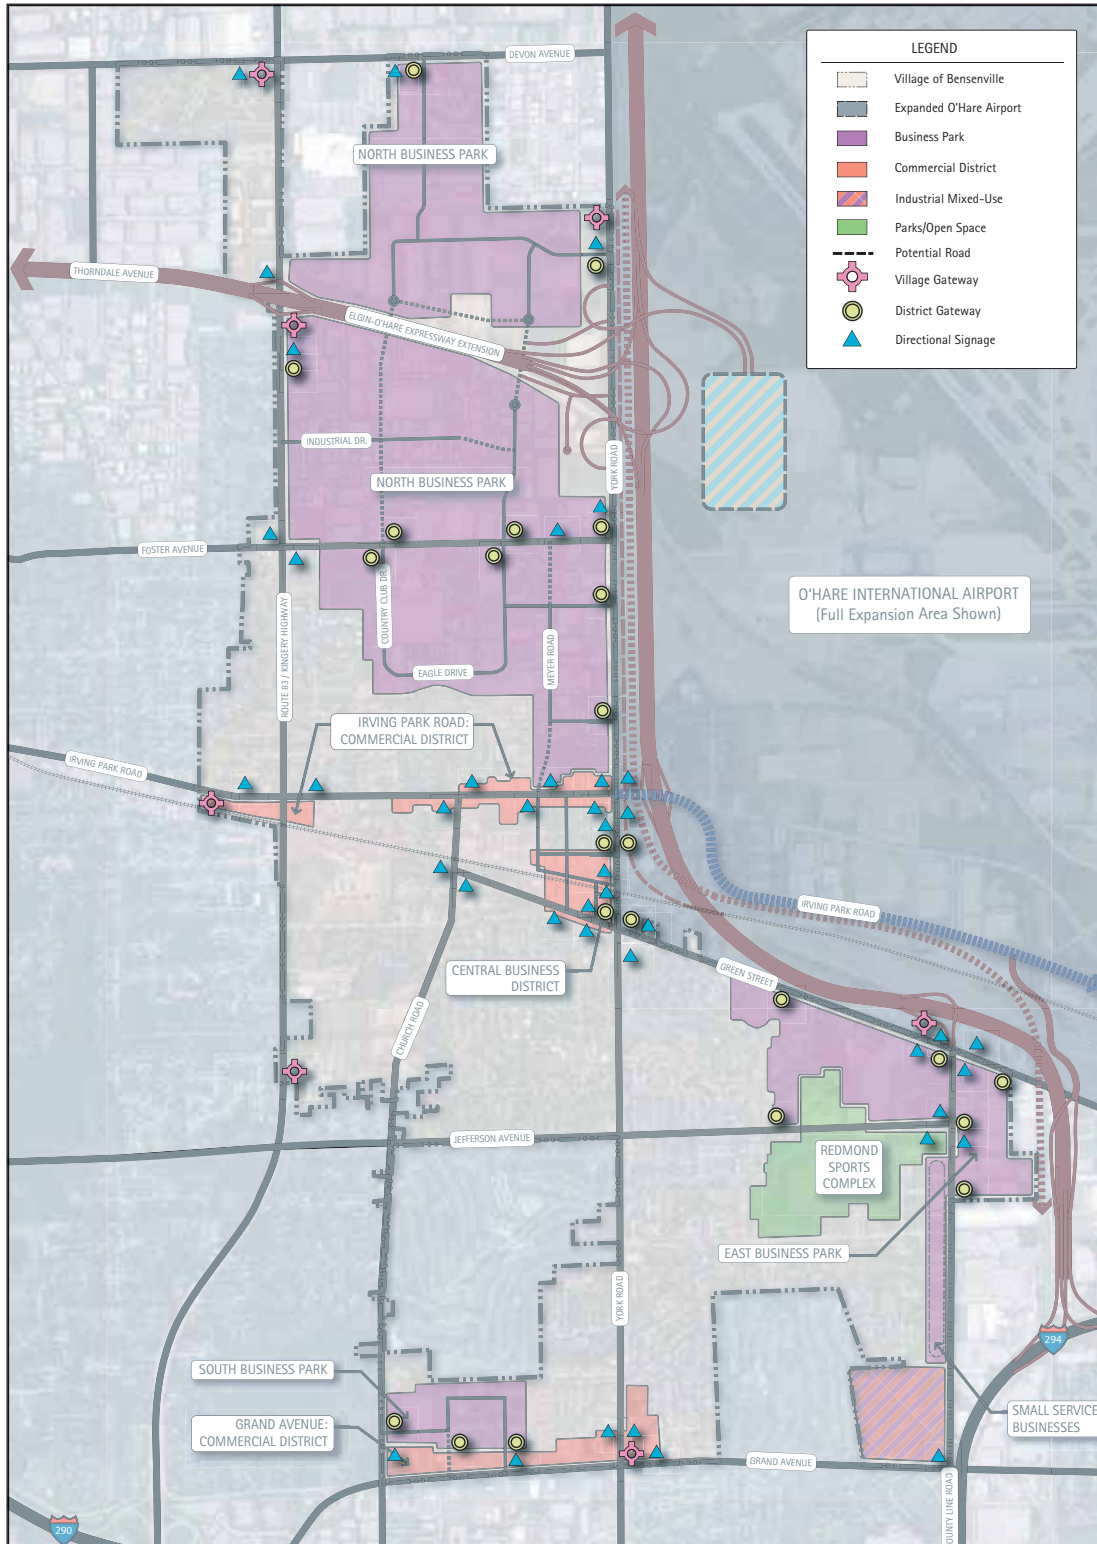 DEVON AVENUE
LEGEND
Village of Bensenville
Expanded O'Hare Airport
Business Park
Commercial District
Industrial Mixed-Use
Parks/Open Space
Potential Road
Village Gateway
District Gateway
Directional Signage
NORTH BUSINESS PARK
THORNDALE AVENUE
ELGIN-O'HARE EXPRESSWAY EXTENSION
INDUSTRIAL DR.
YORK ROAD
NORTH BUSINESS PARK
FOSTER AVENUE
COUNTRY CLUB DR.
ROUTE 83 / KINGERY HIGHWAY
MEYER ROAD
EAGLE DRIVE
O'HARE INTERNATIONAL AIRPORT
(Full Expansion Area Shown)
IRVING PARK ROAD:
COMMERCIAL DISTRICT
IRVING PARK ROAD
IRVING PARK ROAD
CENTRAL BUSINESS
DISTRICT
GREEN STREET
CHURCH ROAD
JEFFERSON AVENUE
REDMOND
SPORTS
COMPLEX
EAST BUSINESS PARK
YORK ROAD
294
SOUTH BUSINESS PARK
GRAND AVENUE:
COMMERCIAL DISTRICT
SMALL SERVICE
BUSINESSES
GRAND AVENUE
OUNTY LINE ROAD
290